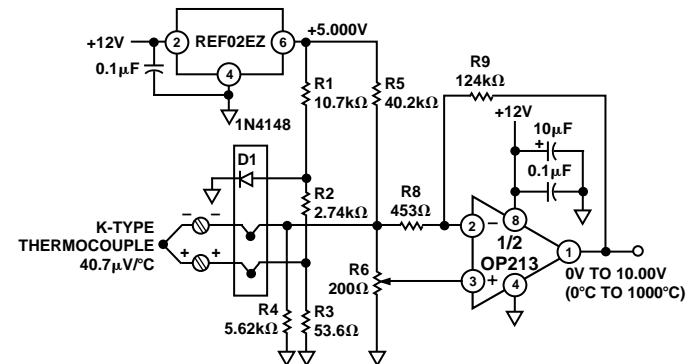 +12V
2
REF02EZ
6
+5.000V
0.1µF
4
1N4148
R1
10.7kΩ
R5
40.2kΩ
R9
124kΩ
+12V
10µF
+
0.1µF
D1
R2
2.74kΩ
R8
453Ω
K-TYPE
THERMOCOUPLE
40.7µV/°C
– –
+ +
2
–
8
1/2
OP213
1
3
+
4
0V TO 10.00V
(0°C TO 1000°C)
R6
200Ω
R4
5.62kΩ
R3
53.6Ω